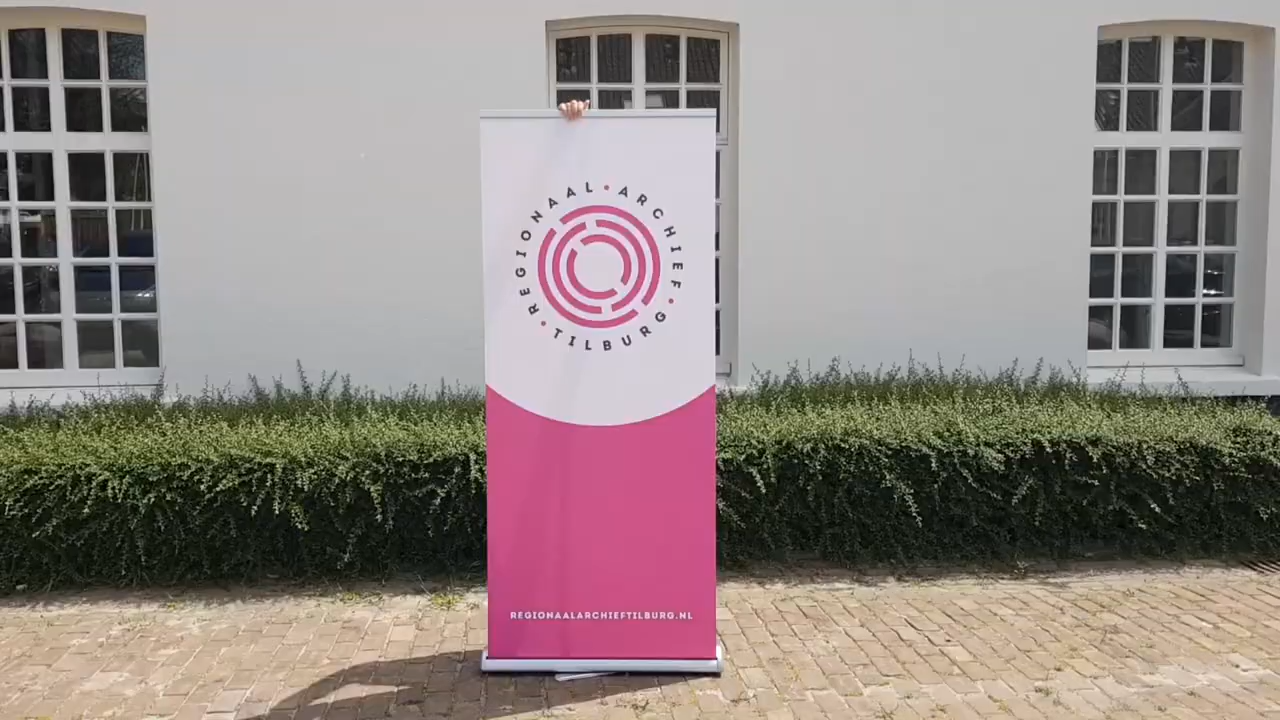 REGIONAAL • ARCHIEF • TILBURG •
REGIONAALARCHIEFTILBURG.NL